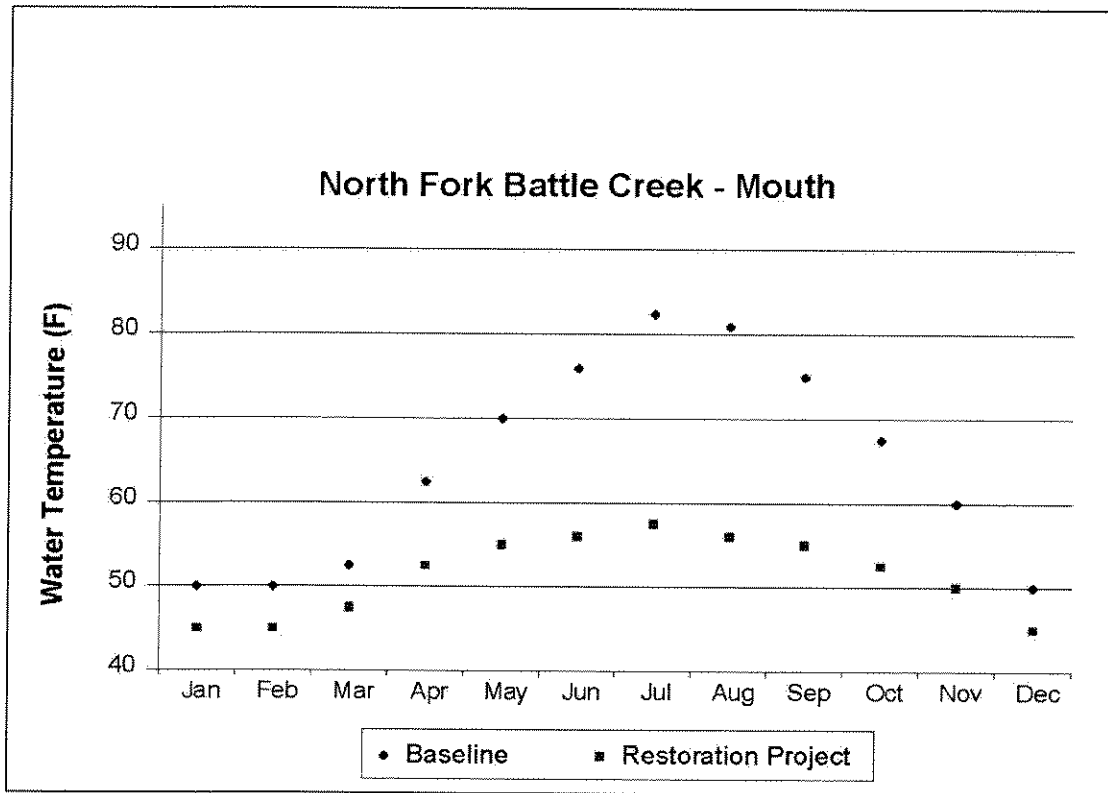 North Fork Battle Creek - Mouth
Water Temperature (F)
90
80
70
60
50
40
Jan Feb Mar Apr May Jun Jul Aug Sep Oct Nov Dec
Baseline Restoration Project